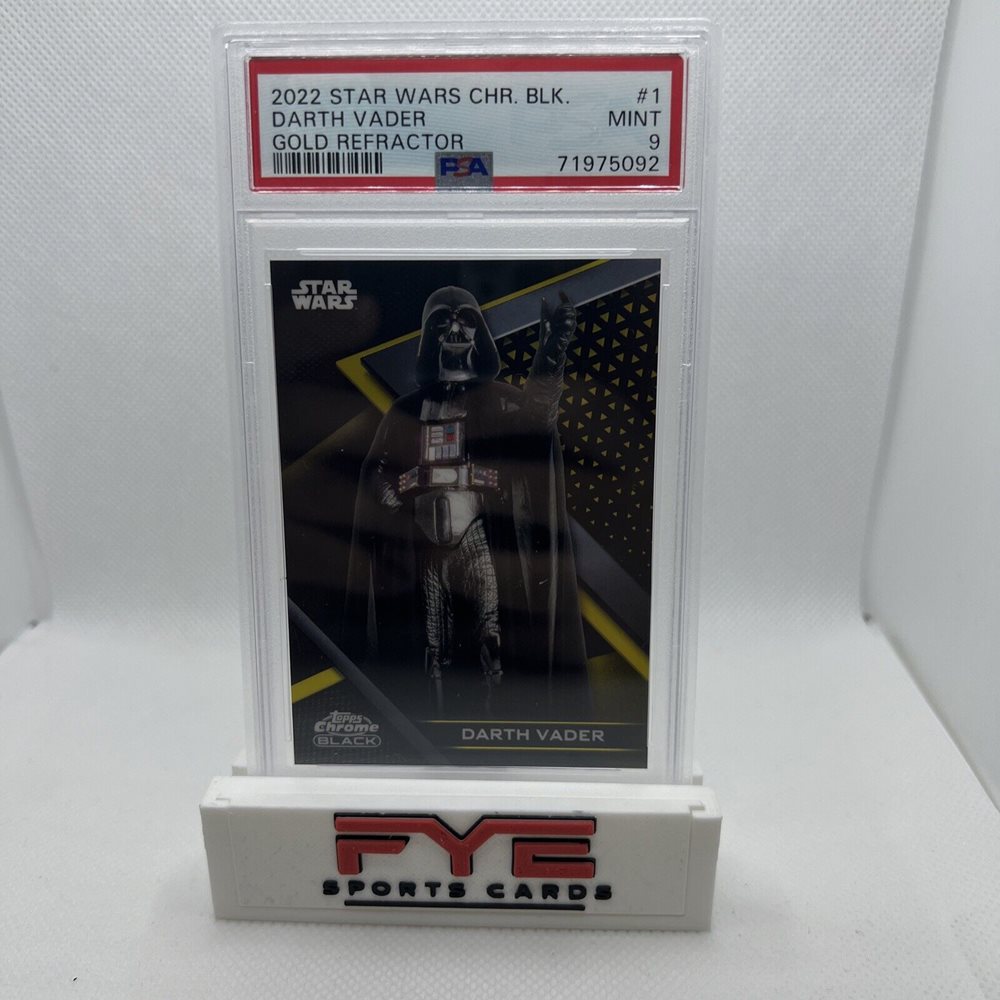 2022 STAR WARS CHR. BLK. #1
DARTH VADER MINT
GOLD REFRACTOR 9
PSA 71975092
STAR
WARS
Topps
Chrome
BLACK
DARTH VADER
FYE
SPORTS CARDS